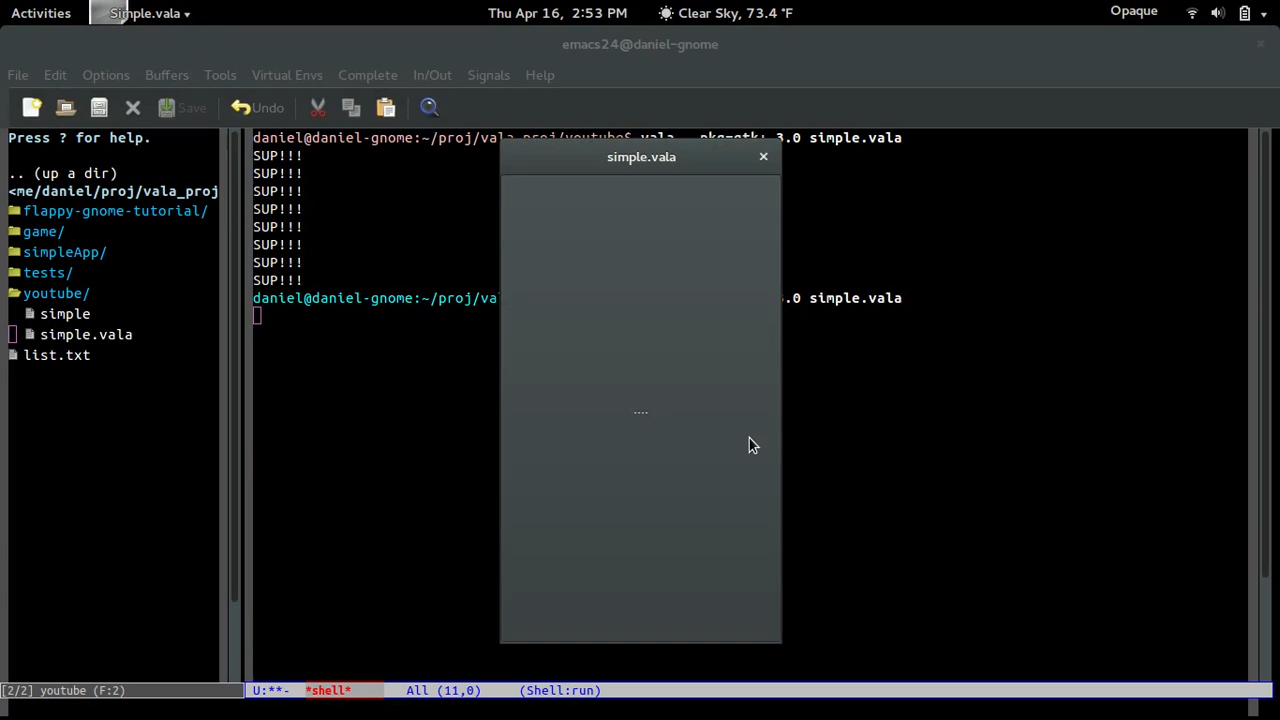 Activities Simple.vala Thu Apr 16, 2:53 PM Clear Sky, 73.4 °F Opaque
emacs24@daniel-gnome
File Edit Options Buffers Tools Virtual Envs Complete In/Out Signals Help
Save Undo
Press ? for help.
.. (up a dir)
<me/daniel/proj/vala_proj
flappy-gnome-tutorial/
game/
simpleApp/
tests/
youtube/
simple
simple.vala
list.txt
daniel@daniel-gnome:~/proj/vala_proj/youtube$ vala --pkg=gtk+-3.0 simple.vala
SUP!!!
SUP!!!
SUP!!!
SUP!!!
SUP!!!
SUP!!!
SUP!!!
SUP!!!
daniel@daniel-gnome:~/proj/va .0 simple.vala
simple.vala
....
[2/2] youtube (F:2)
U:**- *shell* All (11,0) (Shell:run)